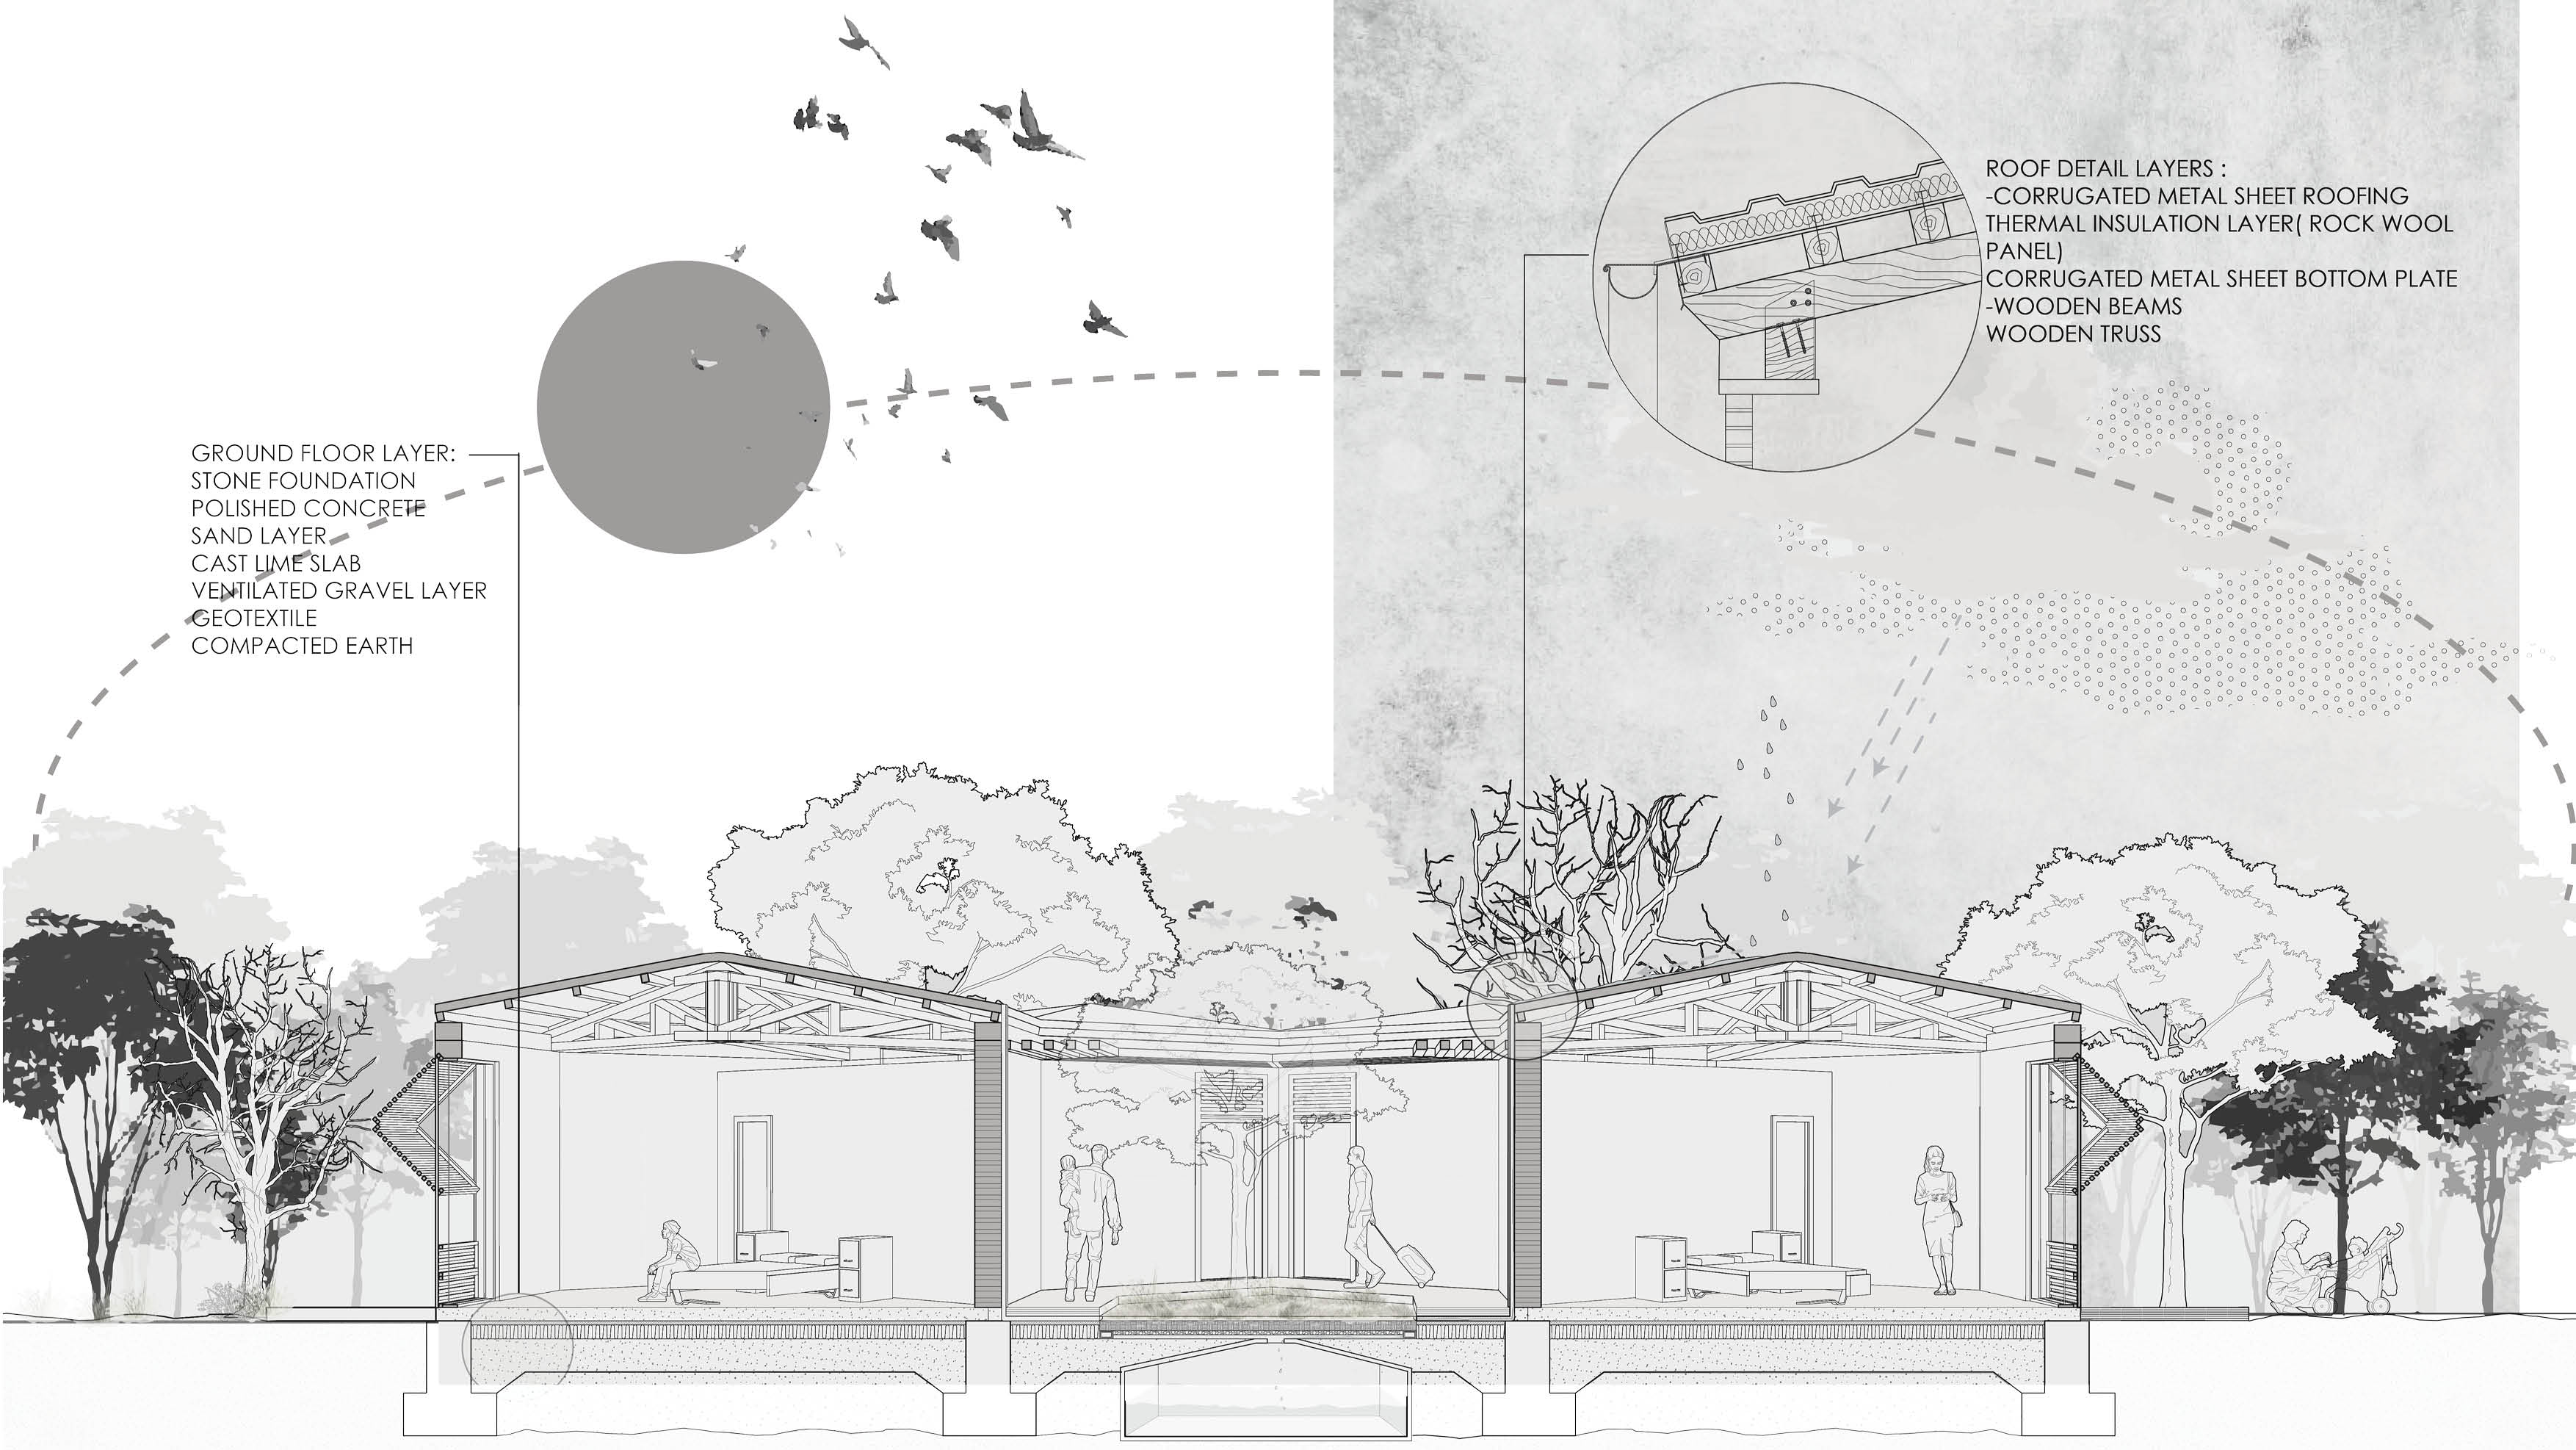 GROUND FLOOR LAYER:
STONE FOUNDATION
POLISHED CONCRETE
SAND LAYER
CAST LIME SLAB
VENTILATED GRAVEL LAYER
GEOTEXTILE
COMPACTED EARTH
ROOF DETAIL LAYERS :
-CORRUGATED METAL SHEET ROOFING
THERMAL INSULATION LAYER( ROCK WOOL
PANEL)
CORRUGATED METAL SHEET BOTTOM PLATE
-WOODEN BEAMS
WOODEN TRUSS